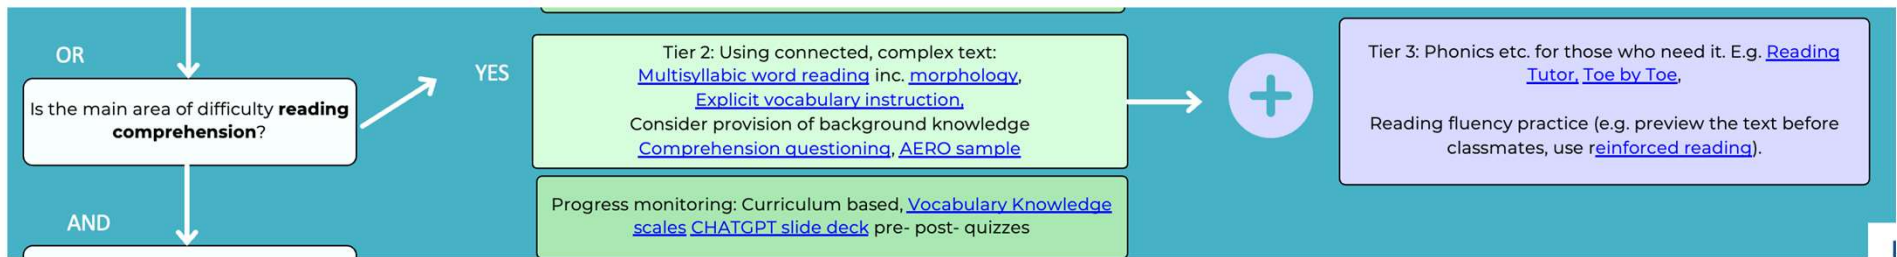 OR
Is the main area of difficulty reading
comprehension?
YES
Tier 2: Using connected, complex text:
Multisyllabic word reading inc. morphology,
Explicit vocabulary instruction,
Consider provision of background knowledge
Comprehension questioning, AERO sample
Progress monitoring: Curriculum based, Vocabulary Knowledge
scales CHATGPT slide deck pre- post- quizzes
Tier 3: Phonics etc. for those who need it. E.g. Reading
Tutor, Toe by Toe,
Reading fluency practice (e.g. preview the text before
classmates, use reinforced reading).
AND